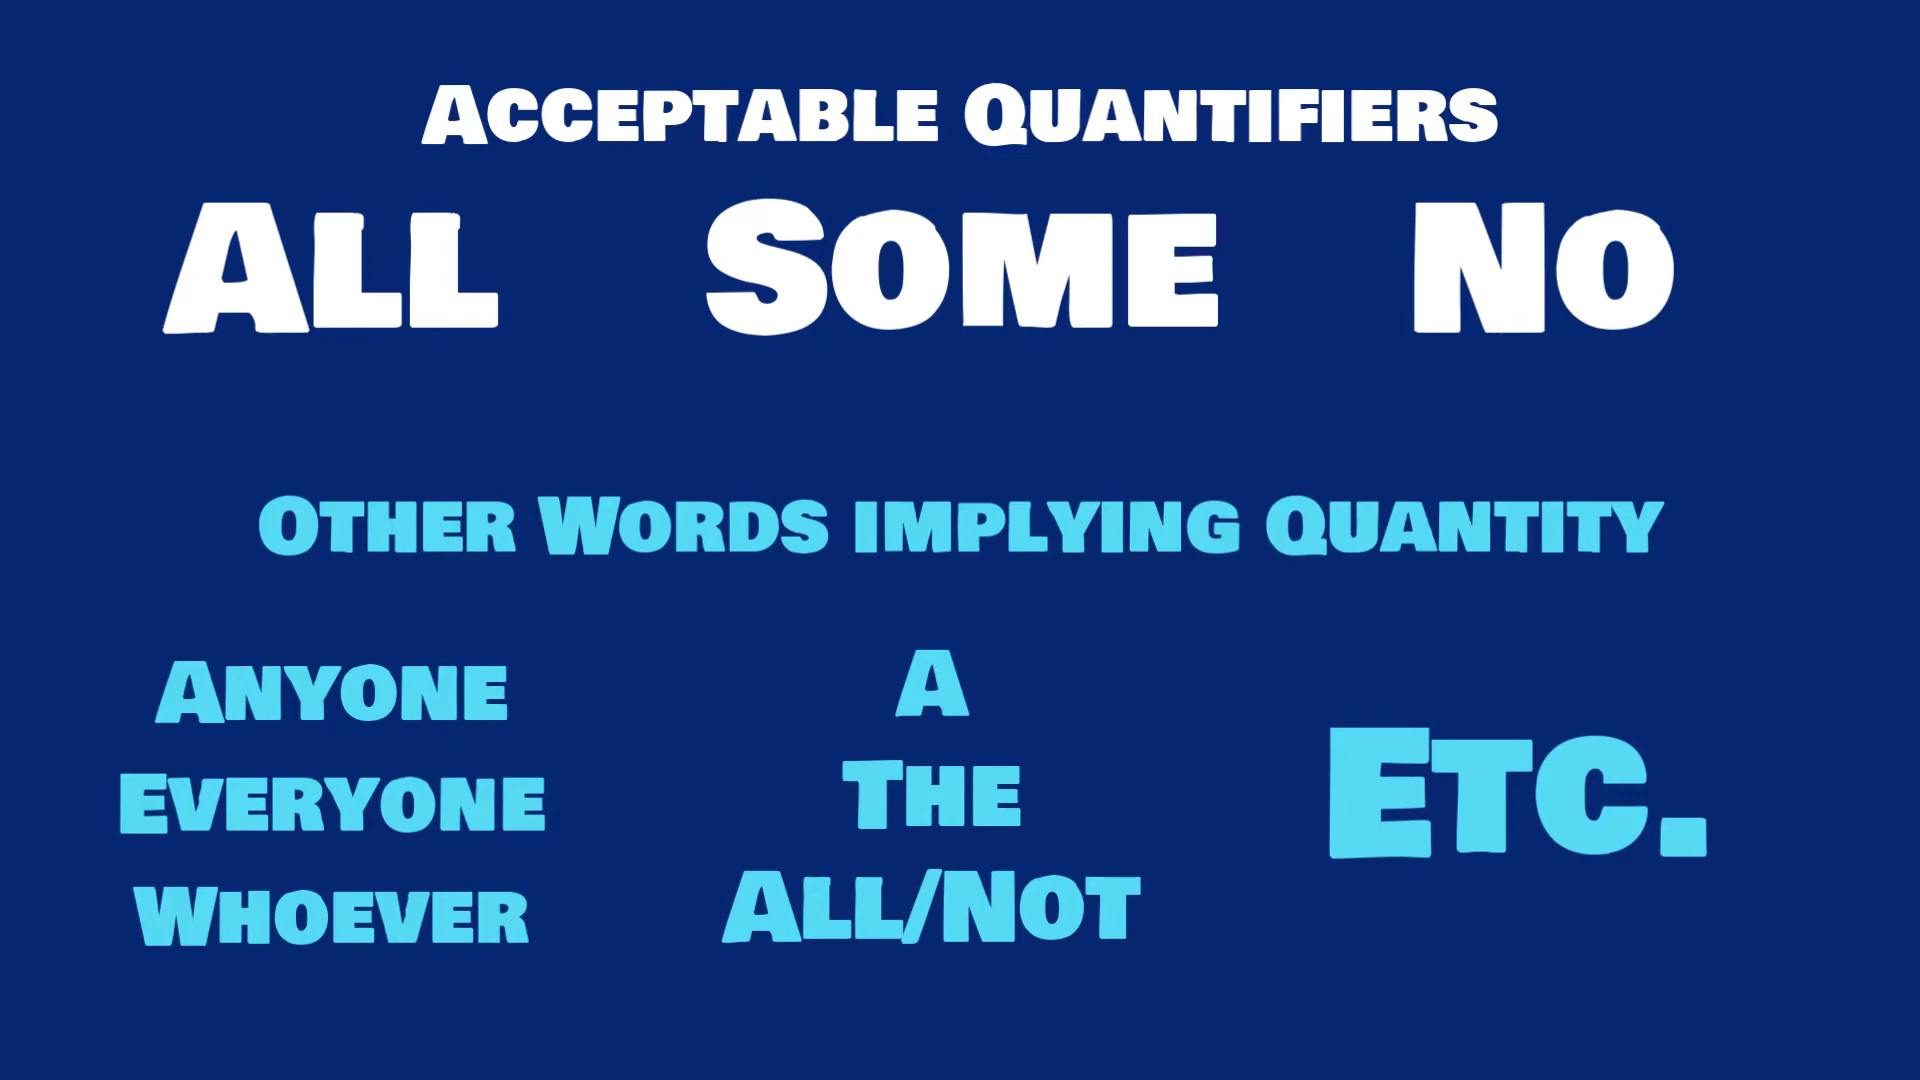 Acceptable Quantifiers
All Some No
Other Words implying Quantity
Anyone
Everyone
Whoever
A
The
All/Not
Etc.